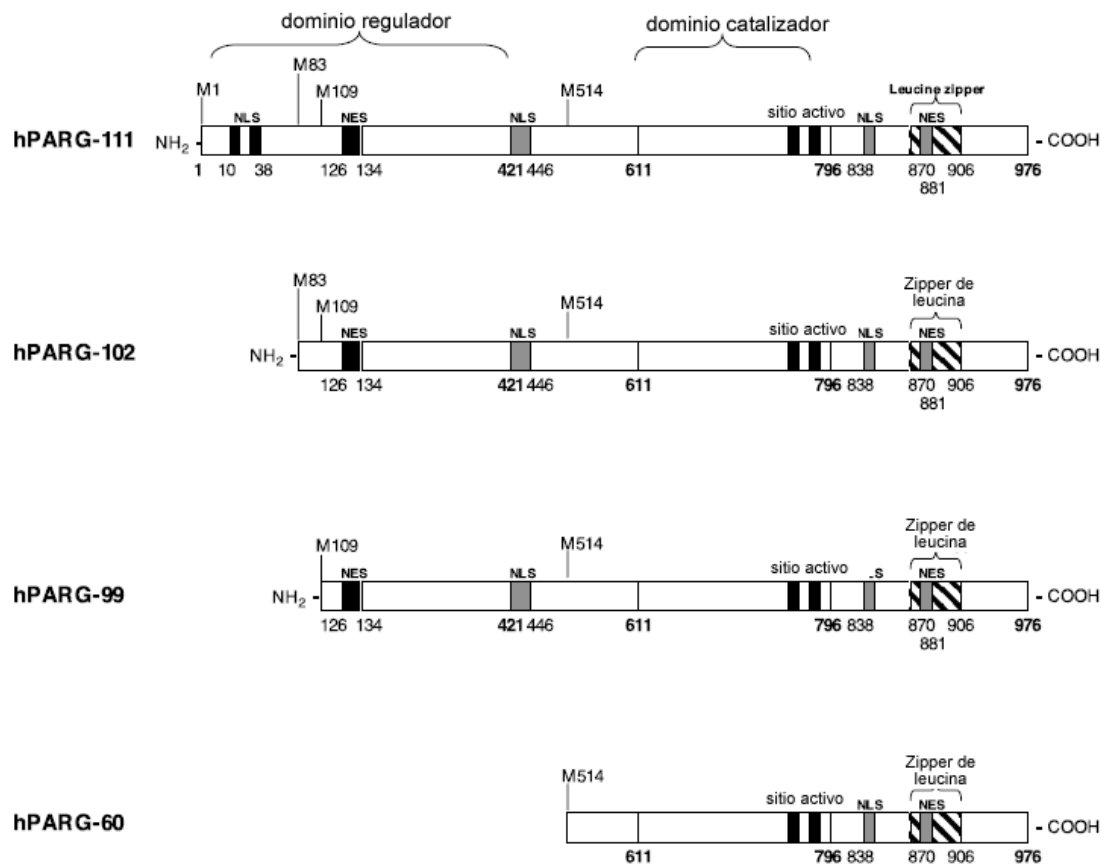 dominio regulador dominio catalizador
M83
M1 M109 M514 Leucine zipper
NLS NES NLS sitio activo NLS NES
hPARG-111 NH2 - - COOH
1 10 38 126 134 421 446 611 796 838 870 906 976
881
M83
M109 M514 Zipper de
leucina
NES NLS sitio activo NLS NES
hPARG-102 NH2 - - COOH
126 134 421 446 611 796 838 870 906 976
881
M109 M514 Zipper de
leucina
NES NLS sitio activo _S NES
hPARG-99 NH2 - - COOH
126 134 421 446 611 796 838 870 906 976
881
M514 Zipper de
leucina
sitio activo NLS NES
hPARG-60 - COOH
611 796 838 870 906 976
881